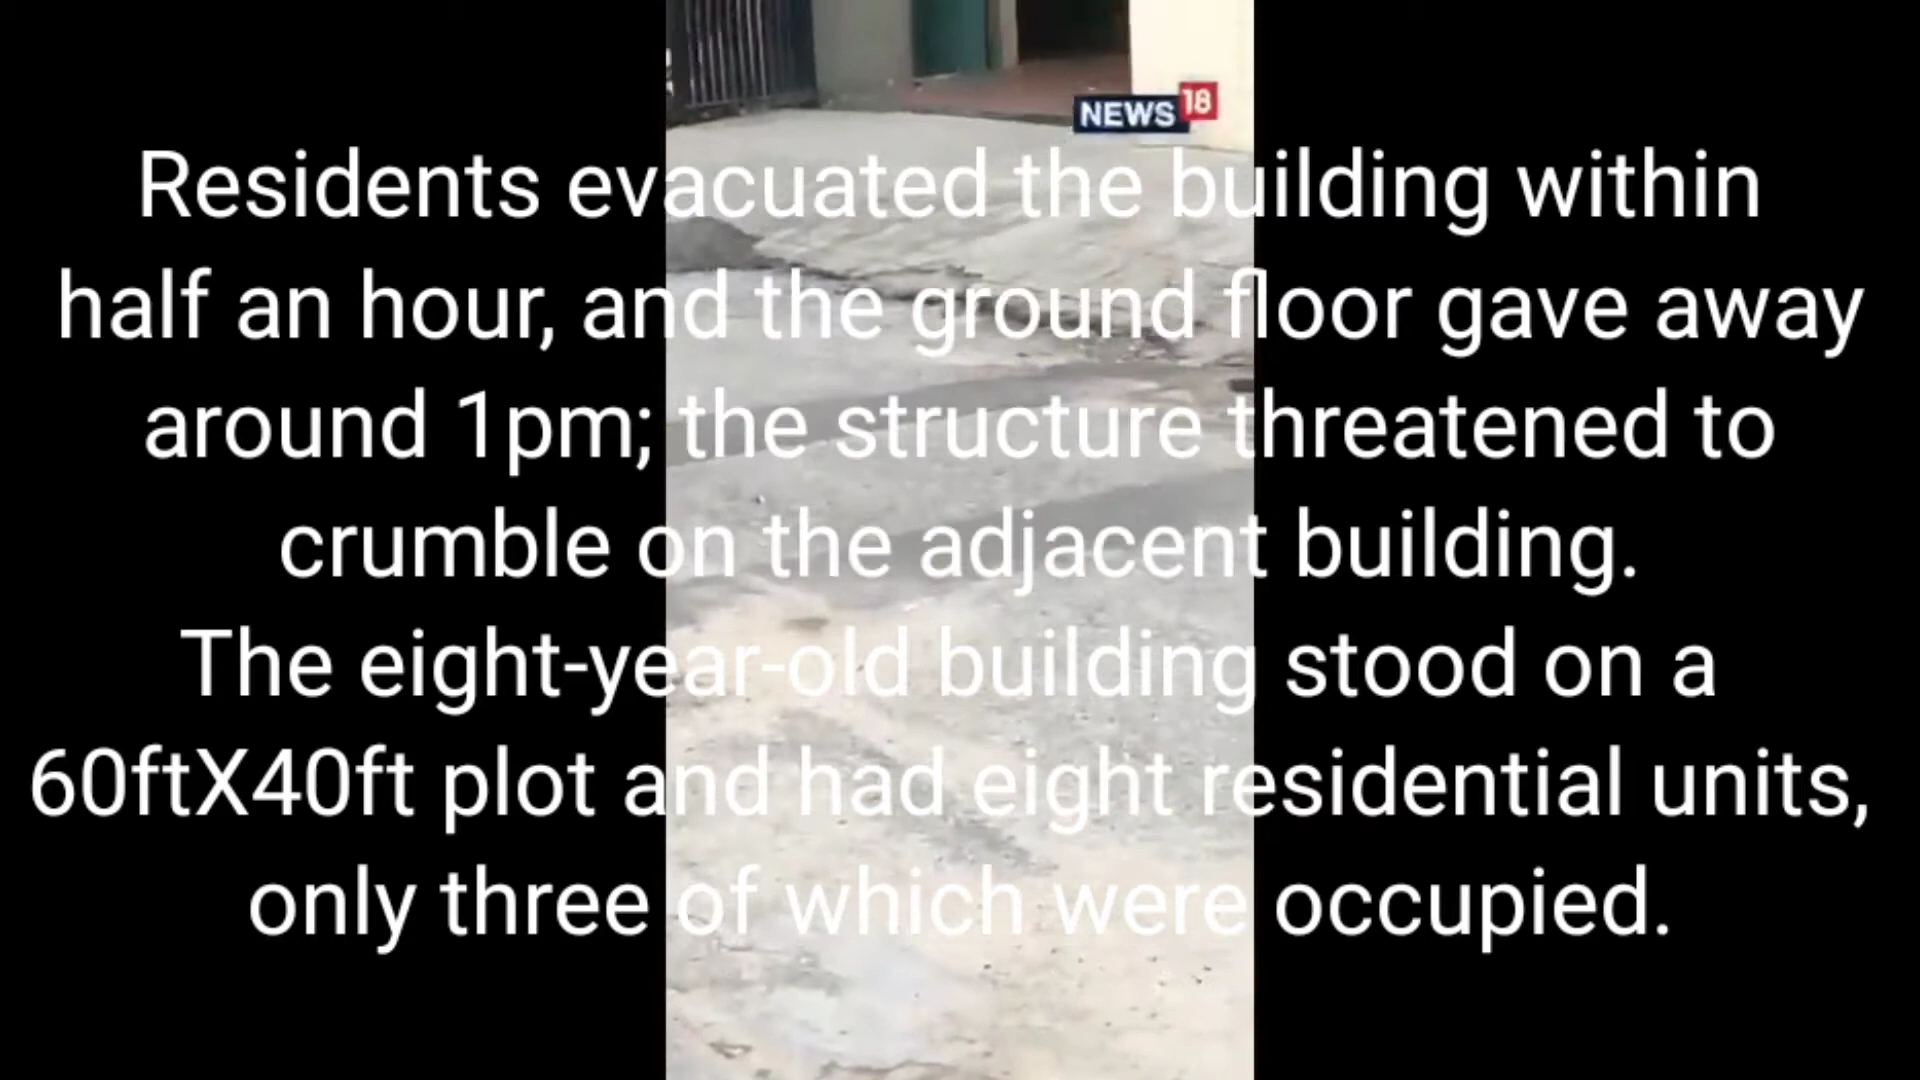 NEWS 18
Residents evacuated the building within
half an hour, and the ground floor gave away
around 1pm; the structure threatened to
crumble on the adjacent building.
The eight-year-old building stood on a
60ftX40ft plot and had eight residential units,
only three of which were occupied.